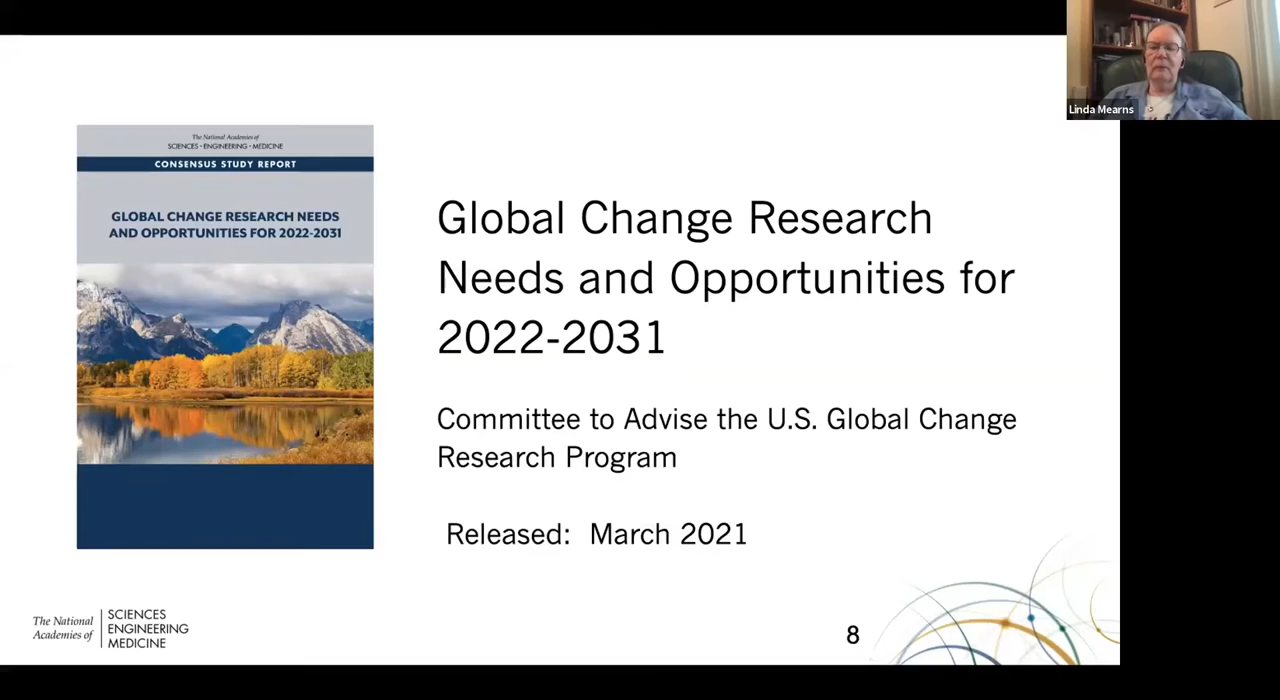 Linda Mearns
The National Academies of
SCIENCES · ENGINEERING · MEDICINE
CONSENSUS STUDY REPORT
GLOBAL CHANGE RESEARCH NEEDS
AND OPPORTUNITIES FOR 2022-2031
Global Change Research
Needs and Opportunities for
2022-2031
Committee to Advise the U.S. Global Change
Research Program
Released: March 2021
The National
Academies of
SCIENCES
ENGINEERING
MEDICINE
8